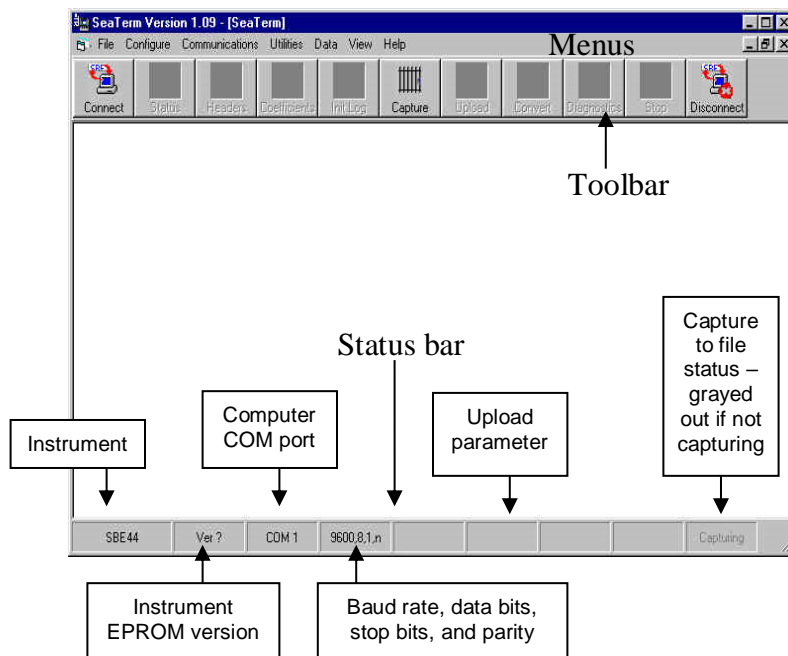 SeaTerm Version 1.09 - [SeaTerm]
File Configure Communications Utilities Data View Help
Menus
SBE SBE
Connect Status Headers Coefficients Init Log Capture Upload Convert Diagnostics Stop Disconnect
Toolbar
Status bar
Capture
to file
status –
grayed
out if not
capturing
Computer
COM port
Upload
parameter
Instrument
SBE44 Ver ? COM 1 9600,8,1,n Capturing
Instrument
EPROM version
Baud rate, data bits,
stop bits, and parity